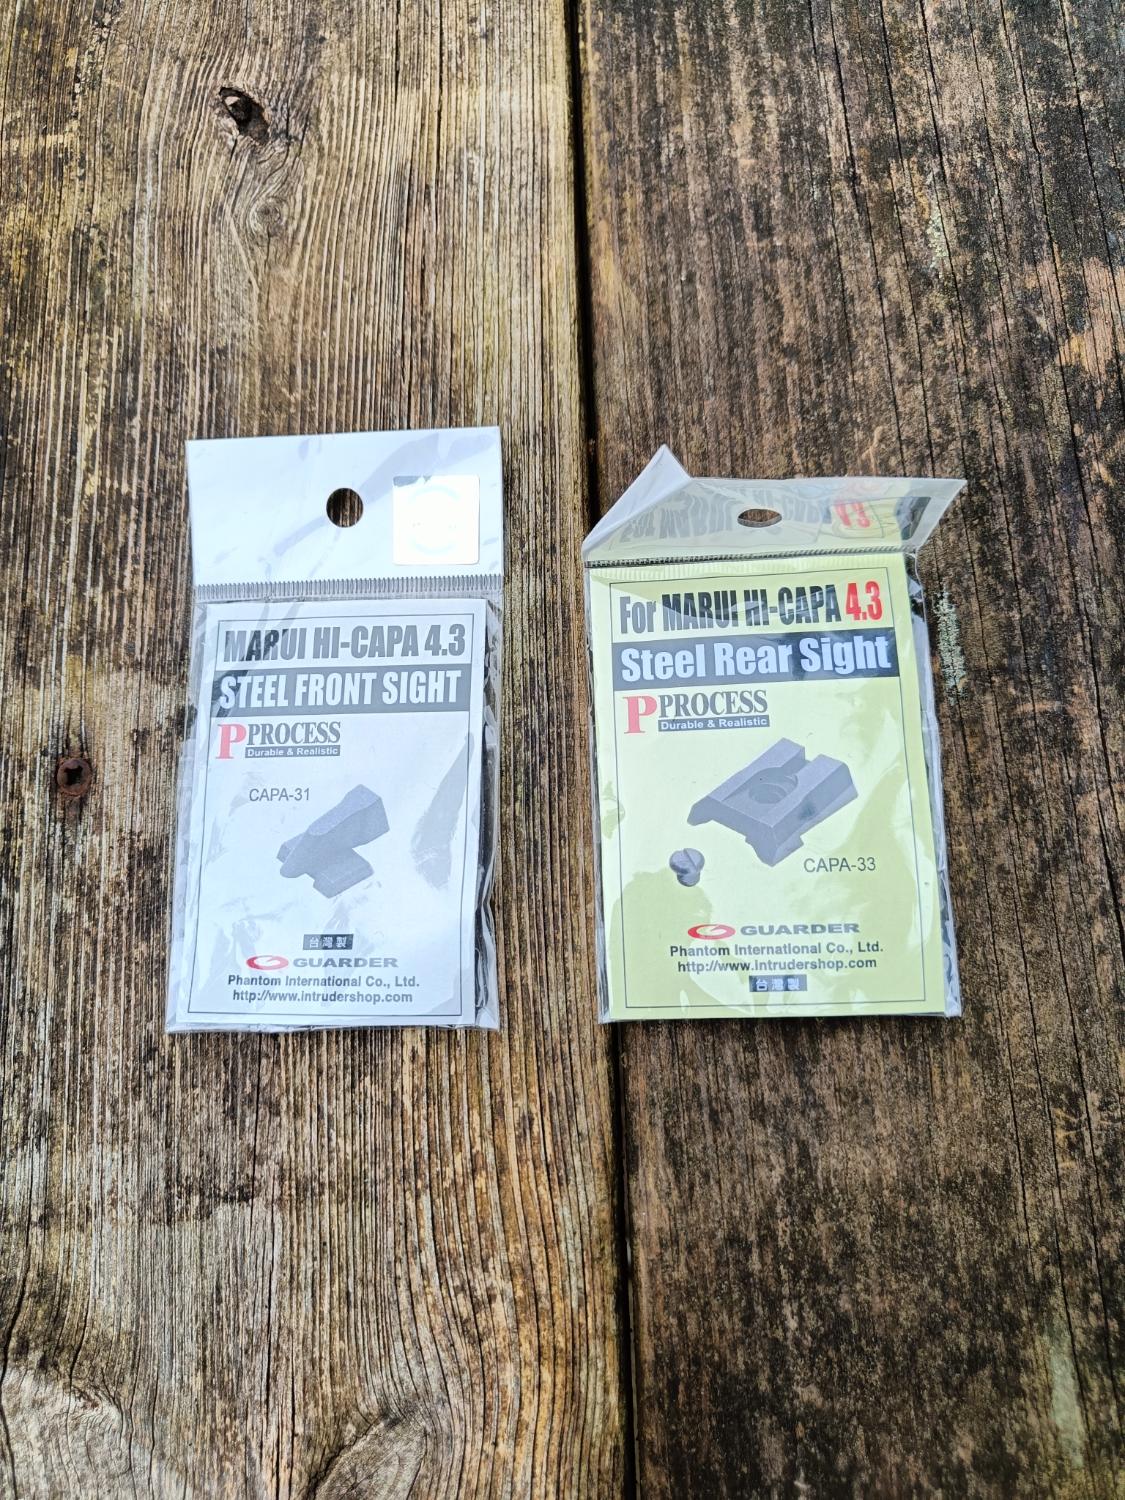 MARUI HI-CAPA 4.3
STEEL FRONT SIGHT
P PROCESS
Durable & Realistic
CAPA-31
台灣製
GUARDER
Phantom International Co., Ltd.
http://www.intrudershop.com
For MARUI HI-CAPA 4.3
Steel Rear Sight
P PROCESS
Durable & Realistic
CAPA-33
GUARDER
Phantom International Co., Ltd.
http://www.intrudershop.com
台灣製